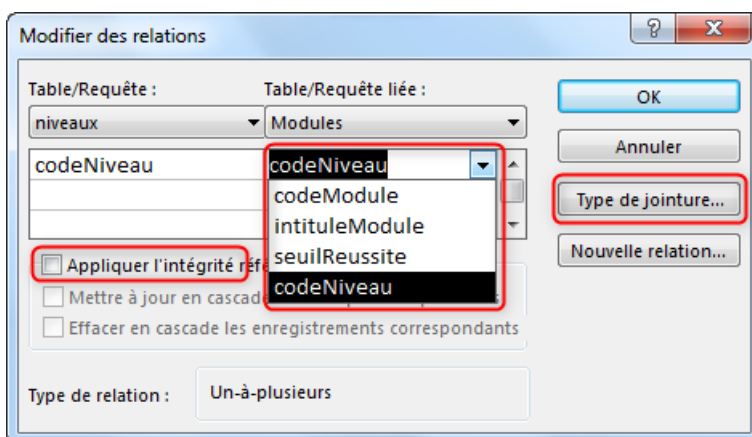 Modifier des relations
Table/Requête : Table/Requête liée :
niveaux Modules
codeNiveau codeNiveau
codeModule
intituleModule
seuilReussite
codeNiveau
OK
Annuler
Type de jointure...
Nouvelle relation...
Appliquer l'intégrité
Mettre à jour en cascade
Effacer en cascade les enregistrements correspondants
Type de relation : Un-à-plusieurs